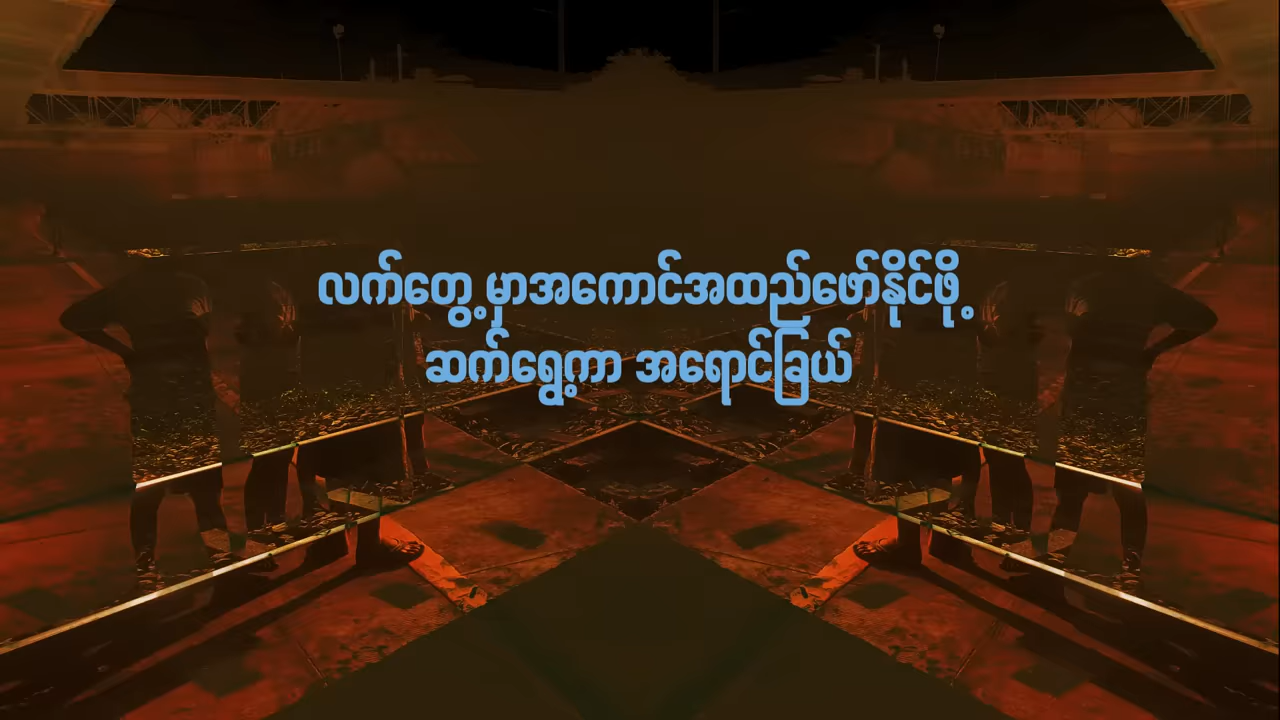 လက်တွေ့မှာအကောင်အထည်ဖော်နိုင်ဖို့
ဆက်ရွေ့ကာ အရောင်ခြယ်